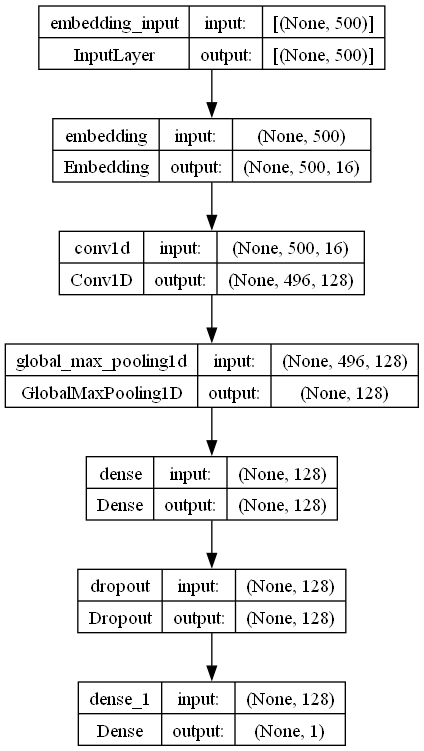 embedding_input input: [(None, 500)]
InputLayer output: [(None, 500)]
embedding input: (None, 500)
Embedding output: (None, 500, 16)
conv1d input: (None, 500, 16)
Conv1D output: (None, 496, 128)
global_max_pooling1d input: (None, 496, 128)
GlobalMaxPooling1D output: (None, 128)
dense input: (None, 128)
Dense output: (None, 128)
dropout input: (None, 128)
Dropout output: (None, 128)
dense_1 input: (None, 128)
Dense output: (None, 1)